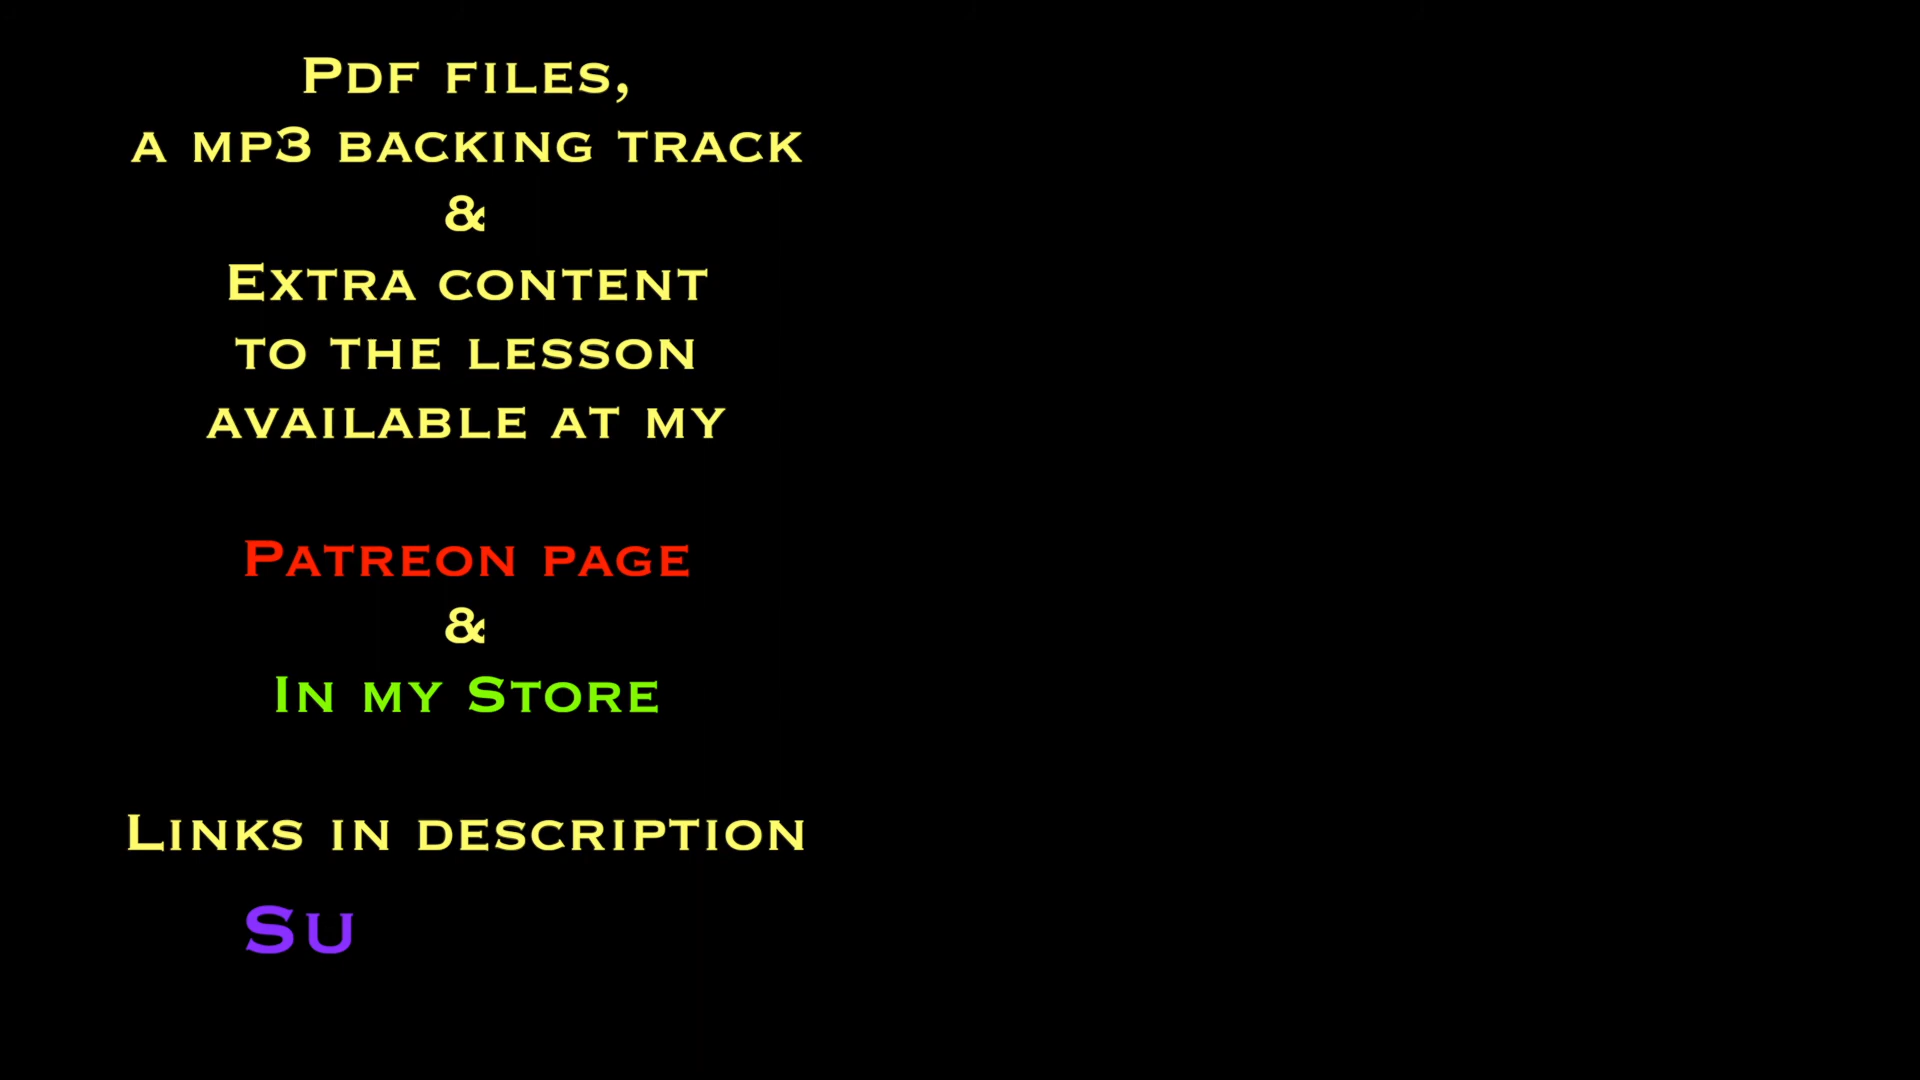 Pdf files,
a mp3 backing track
&
Extra content
to the lesson
available at my
Patreon page
&
In my Store
Links in description
Su